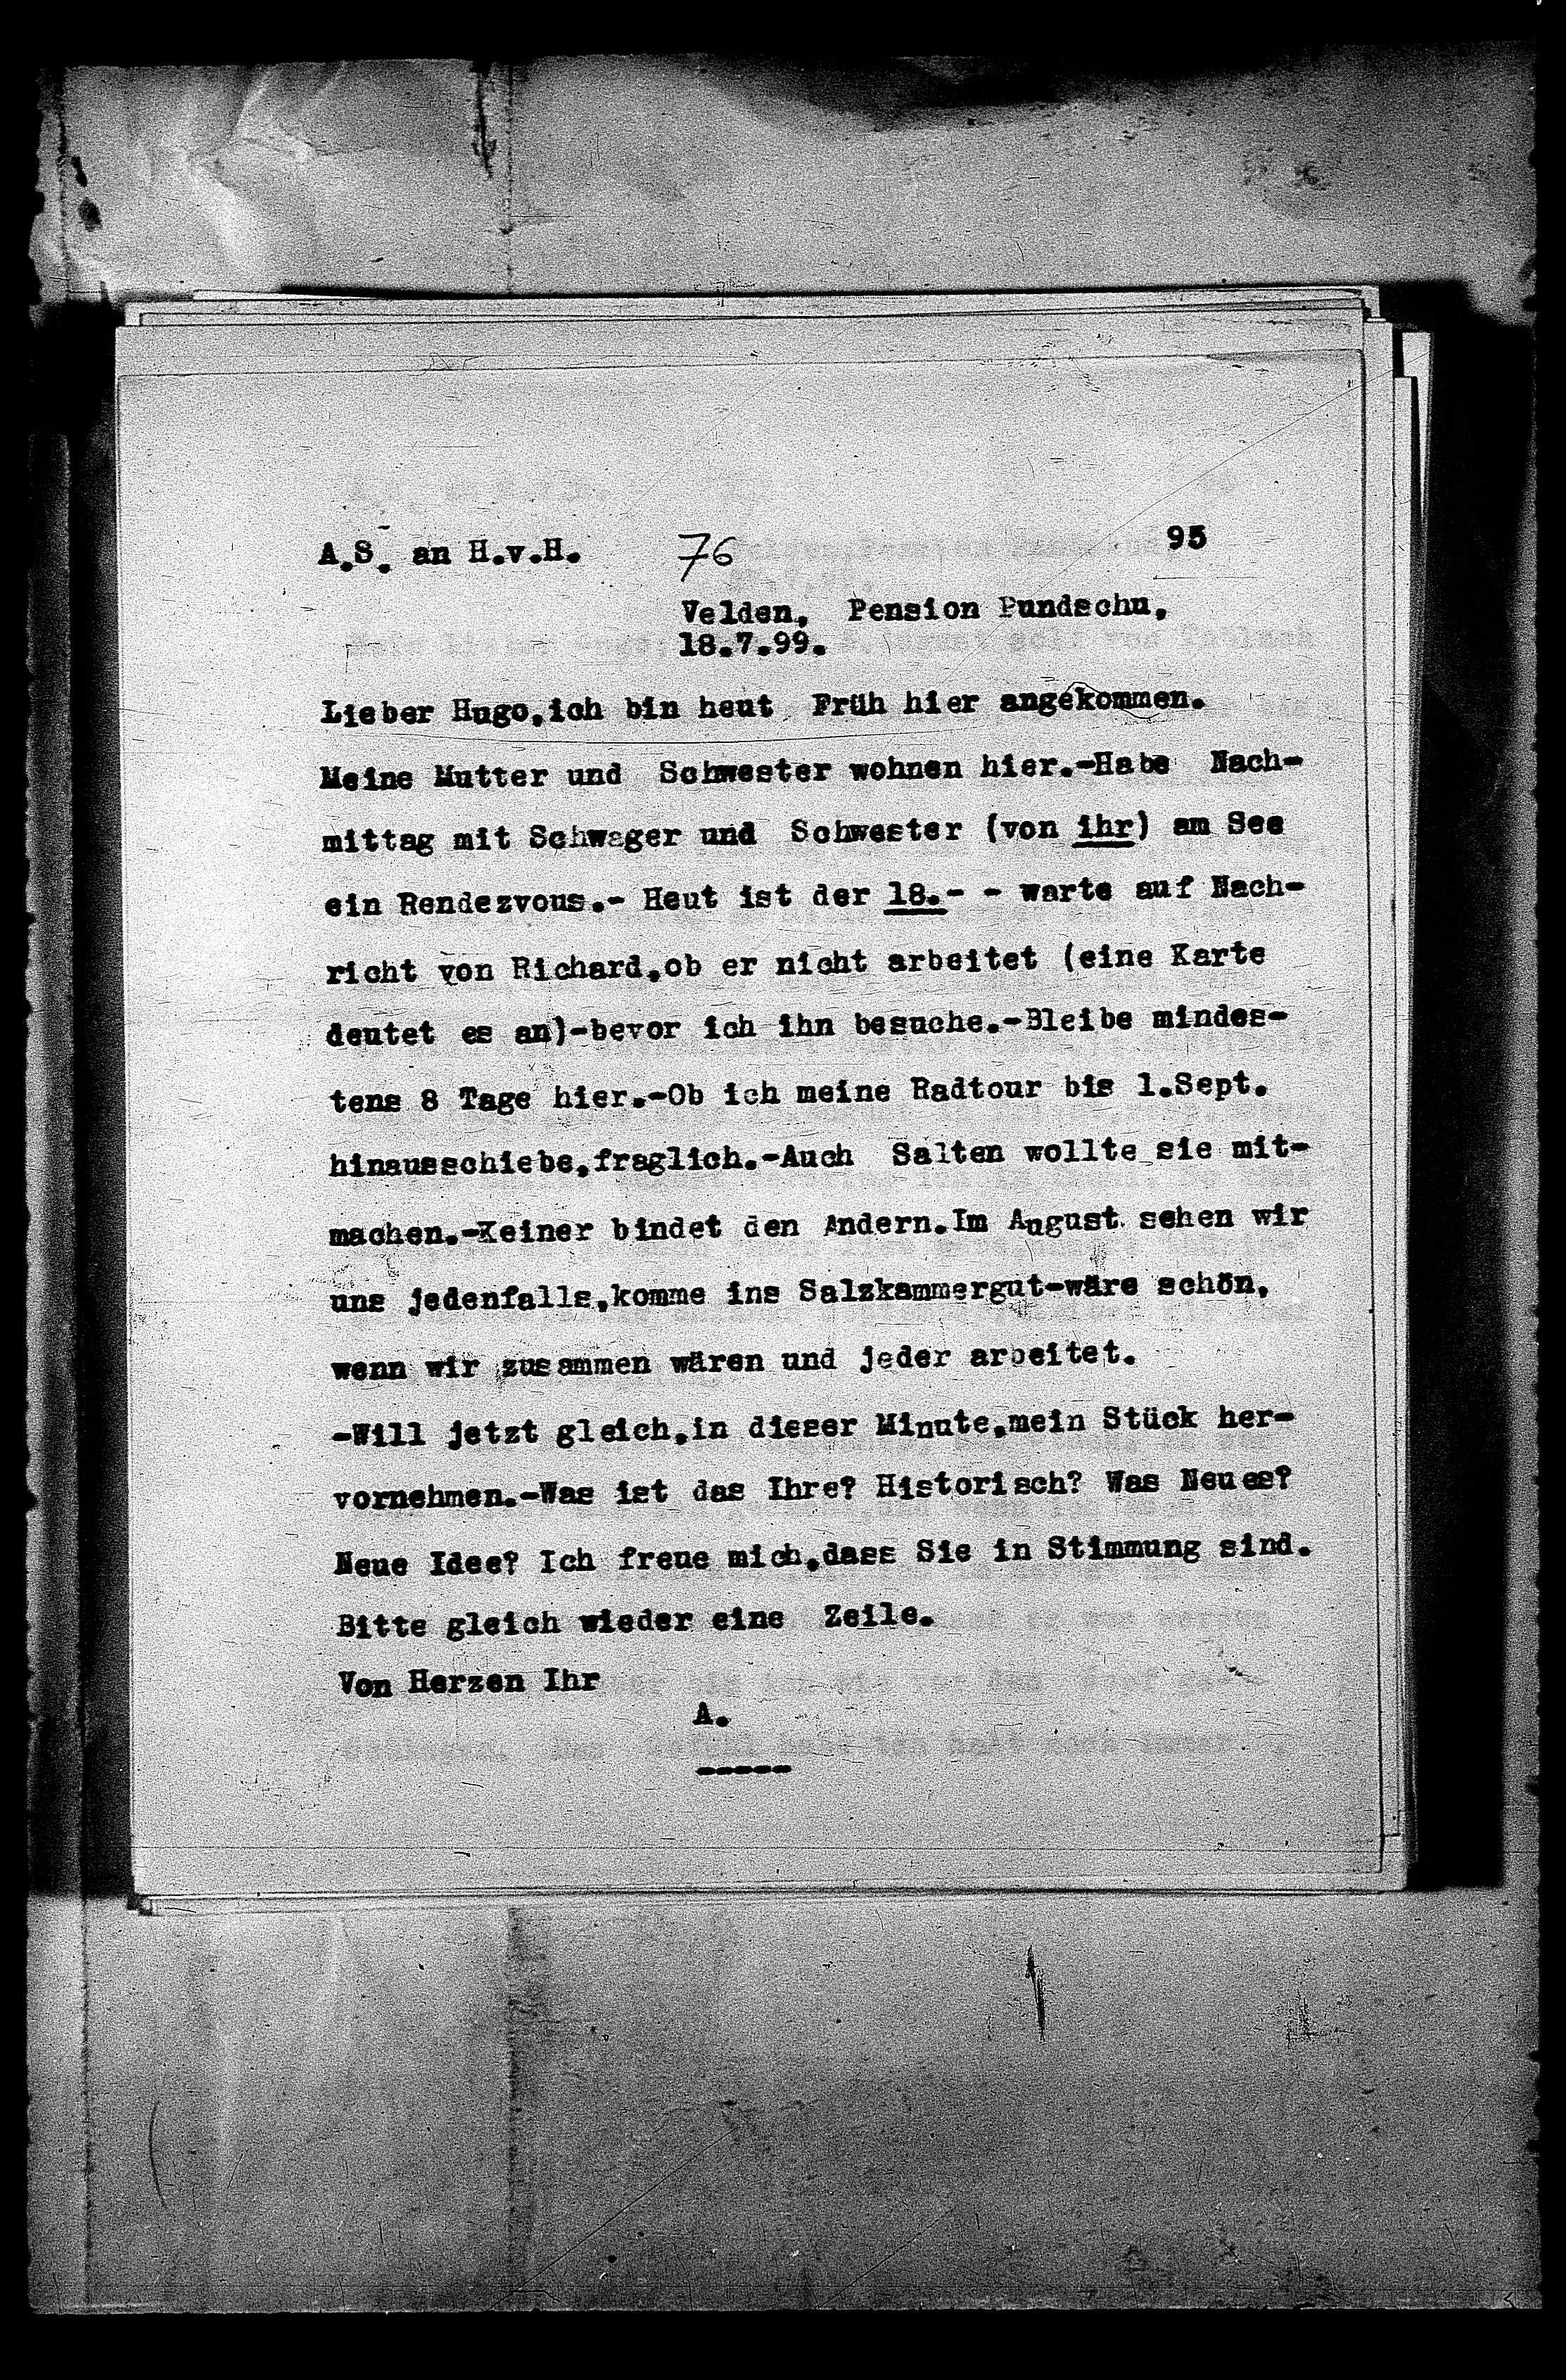 A.S. an H.v.H. 76 95
Velden, Pension Pundschu,
18.7.99.
Lieber Hugo,ich bin heut Früh hier angekommen.
Meine Mutter und Schwester wohnen hier.-Habe Nach-
mittag mit Schwager und Schwester (von ihr) am See
ein Rendezvous.- Heut ist der 18.- - warte auf Nach-
richt von Richard,ob er nicht arbeitet (eine Karte
deutet es an)-bevor ich ihn besuche.-Bleibe mindes-
tens 8 Tage hier.-Ob ich meine Radtour bis 1.Sept.
hinausschiebe,fraglich.-Auch Salten wollte sie mit-
machen.-Keiner bindet den Andern.Im August sehen wir
uns jedenfalls,komme ins Salzkammergut-wäre schön,
wenn wir zusammen wären und jeder arbeitet.
-Will jetzt gleich,in dieser Minute,mein Stück her-
vornehmen.-Was ist das Ihre? Historisch? Was Neues?
Neue Idee? Ich freue mich,dass Sie in Stimmung sind.
Bitte gleich wieder eine Zeile.
Von Herzen Ihr
A.